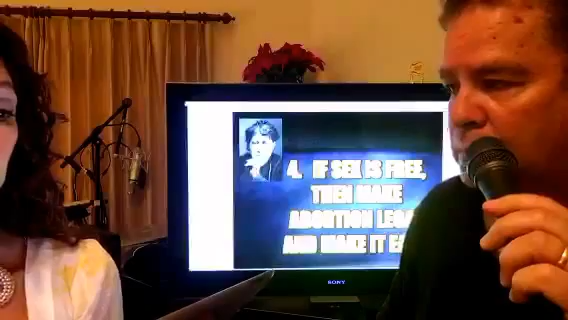 4. IF SEX IS FREE,
THEN MAKE
ABORTION
AND MAKE IT
SONY